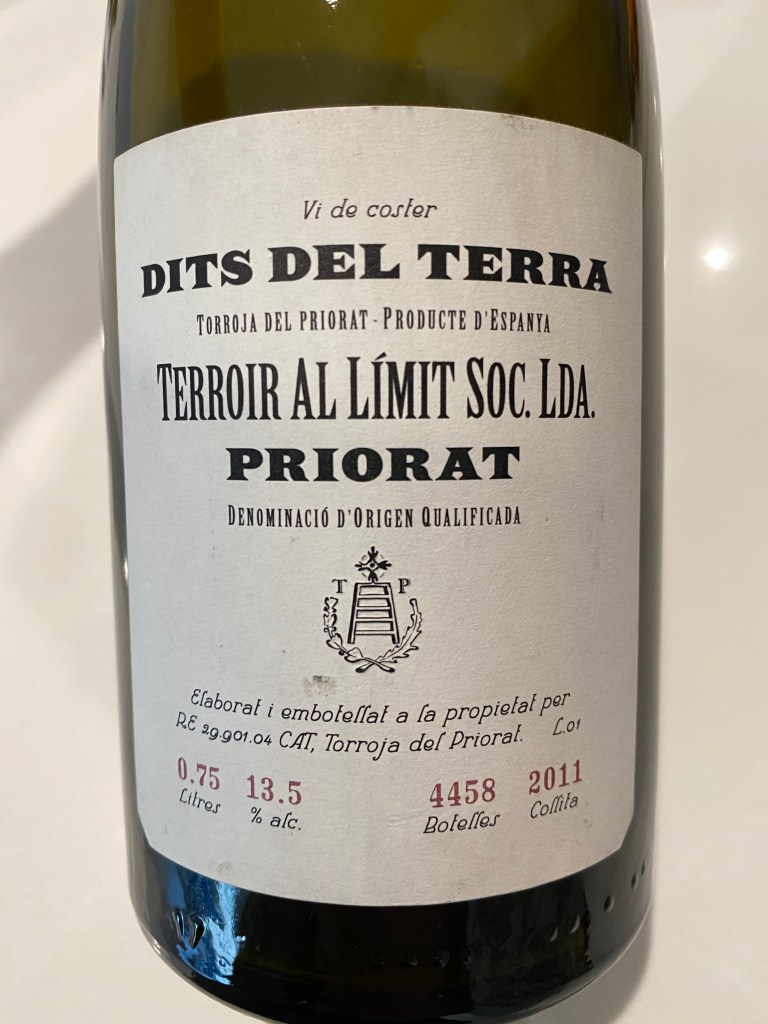 Vi de coster
DITS DEL TERRA
TORROJA DEL PRIORAT - PRODUCTE D'ESPANYA
TERROIR AL LÍMIT SOC. LDA.
PRIORAT
DENOMINACIÓ D'ORIGEN QUALIFICADA
T P
Elaborat i embotellat a la propietat per
RE 29.901.04 CAT, Torroja del Priorat. L.01
0.75 13.5 4458 2011
Litres % alc. Botelles Collita